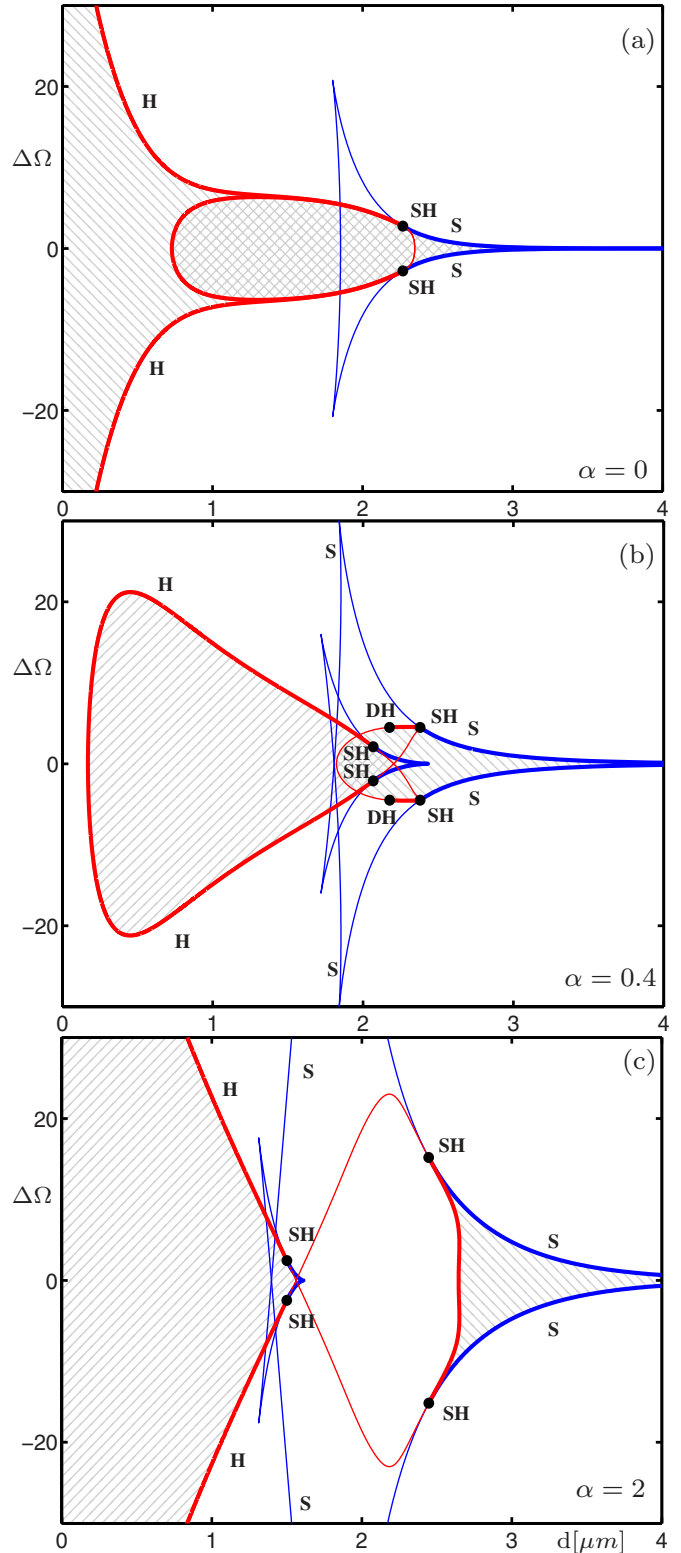 (a)
20
H
ΔΩ
SH
S
0
SH
S
H
−20
α = 0
0
1
2
3
4
(b)
S
H
20
DH
SH
S
ΔΩ
SH
0
SH
S
DH
SH
H
−20
S
α = 0.4
0
1
2
3
4
(c)
S
H
20
SH
ΔΩ
SH
S
0
SH
S
SH
−20
H
S
α = 2
0
1
2
3
d[μm]
4